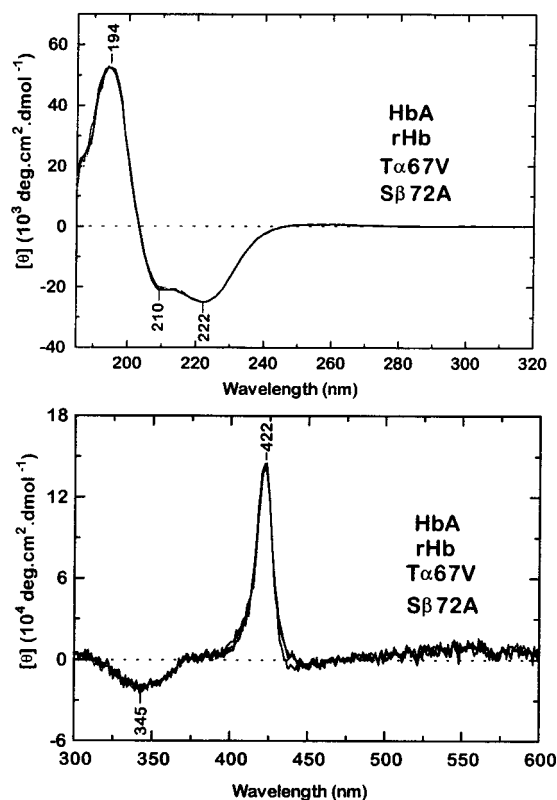 194
60
40
20
0
-20
-40
[θ] (10³ deg.cm².dmol⁻¹)
HbA
rHb
Tα67V
Sβ72A
210
222
200 220 240 260 280 300 320
Wavelength (nm)
422
18
12
6
0
-6
[θ] (10⁴ deg.cm².dmol⁻¹)
HbA
rHb
Tα67V
Sβ72A
345
300 350 400 450 500 550 600
Wavelength (nm)